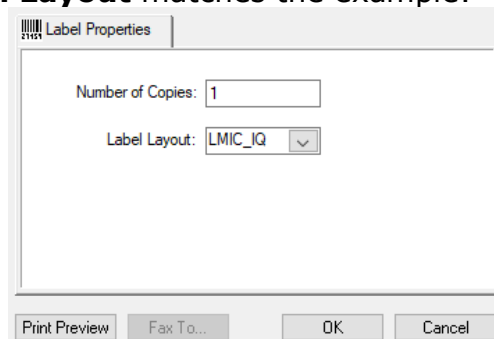 Layout matches the example.
21454 Label Properties
Number of Copies: 1
Label Layout: LMIC_IQ
Print Preview Fax To... OK Cancel